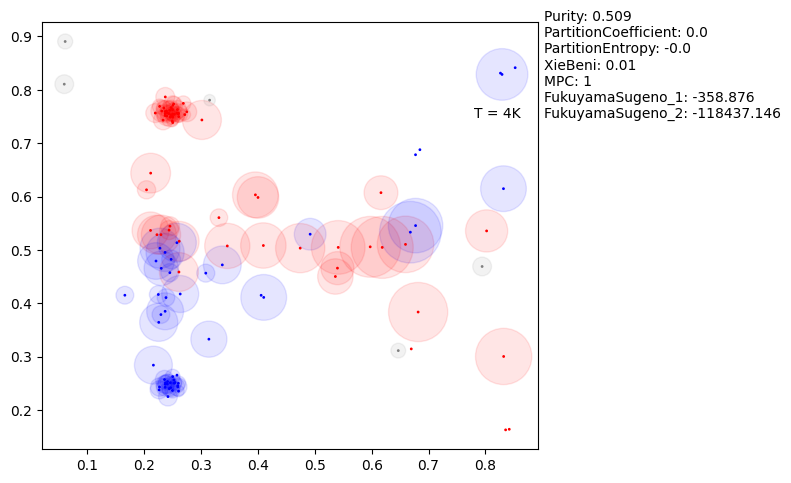 Purity: 0.509
PartitionCoefficient: 0.0
PartitionEntropy: -0.0
XieBeni: 0.01
MPC: 1
FukuyamaSugeno_1: -358.876
FukuyamaSugeno_2: -118437.146
T = 4K
0.9
0.8
0.7
0.6
0.5
0.4
0.3
0.2
0.1 0.2 0.3 0.4 0.5 0.6 0.7 0.8